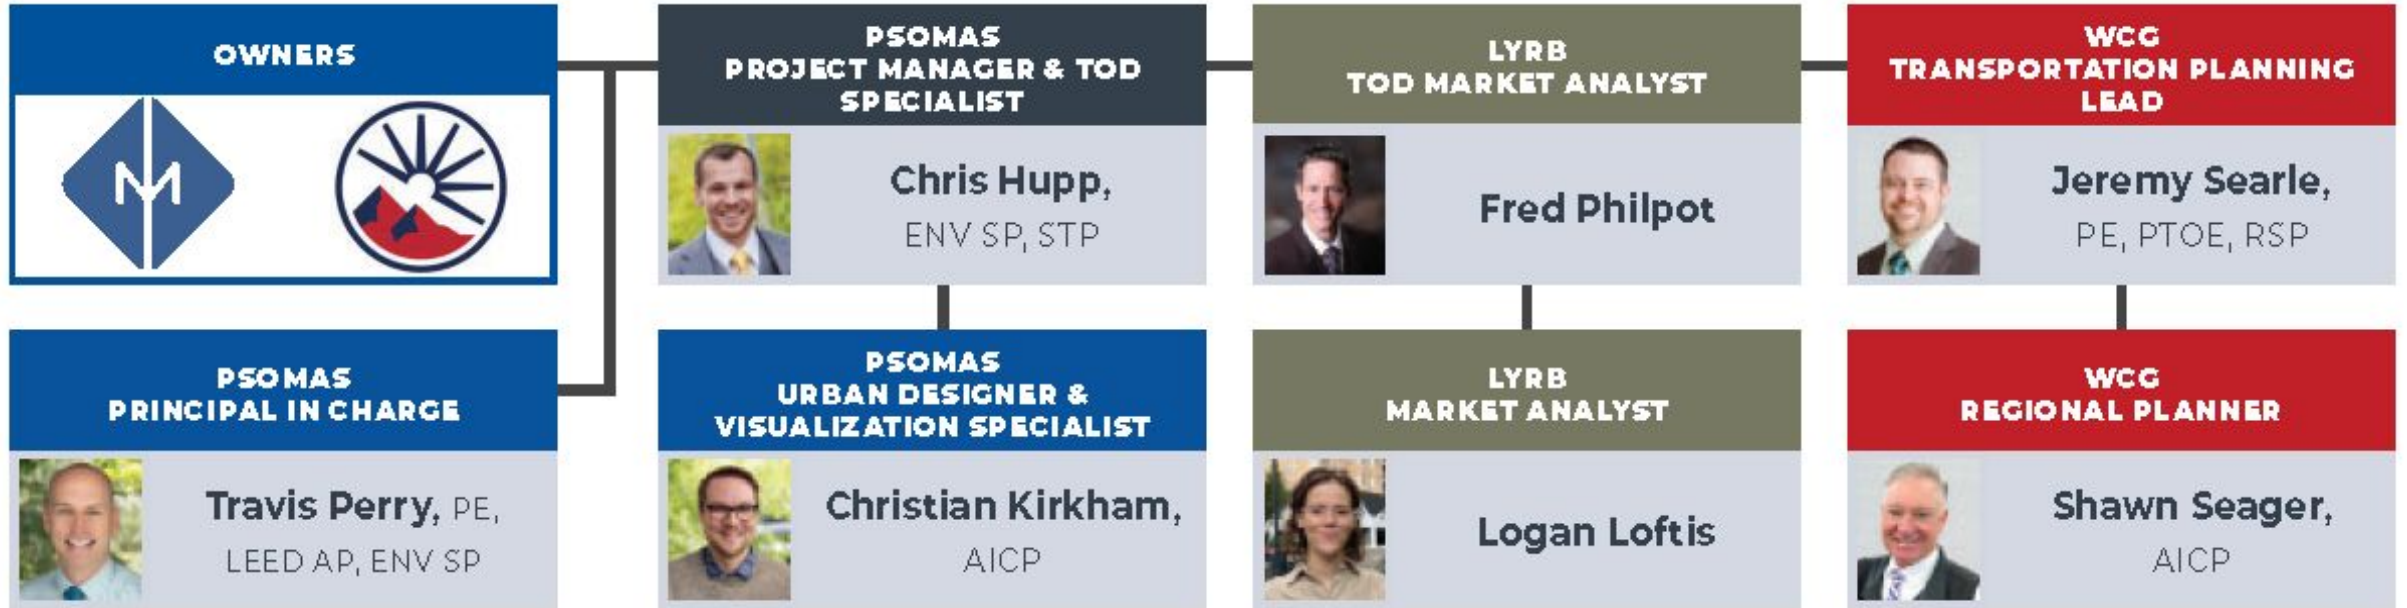 OWNERS
PSOMAS
PROJECT MANAGER & TOD
SPECIALIST
Chris Hupp,
ENV SP, STP
LYRB
TOD MARKET ANALYST
Fred Philpot
WCG
TRANSPORTATION PLANNING
LEAD
Jeremy Searle,
PE, PTOE, RSP
PSOMAS
PRINCIPAL IN CHARGE
Travis Perry, PE,
LEED AP, ENV SP
PSOMAS
URBAN DESIGNER &
VISUALIZATION SPECIALIST
Christian Kirkham,
AICP
LYRB
MARKET ANALYST
Logan Loftis
WCG
REGIONAL PLANNER
Shawn Seager,
AICP